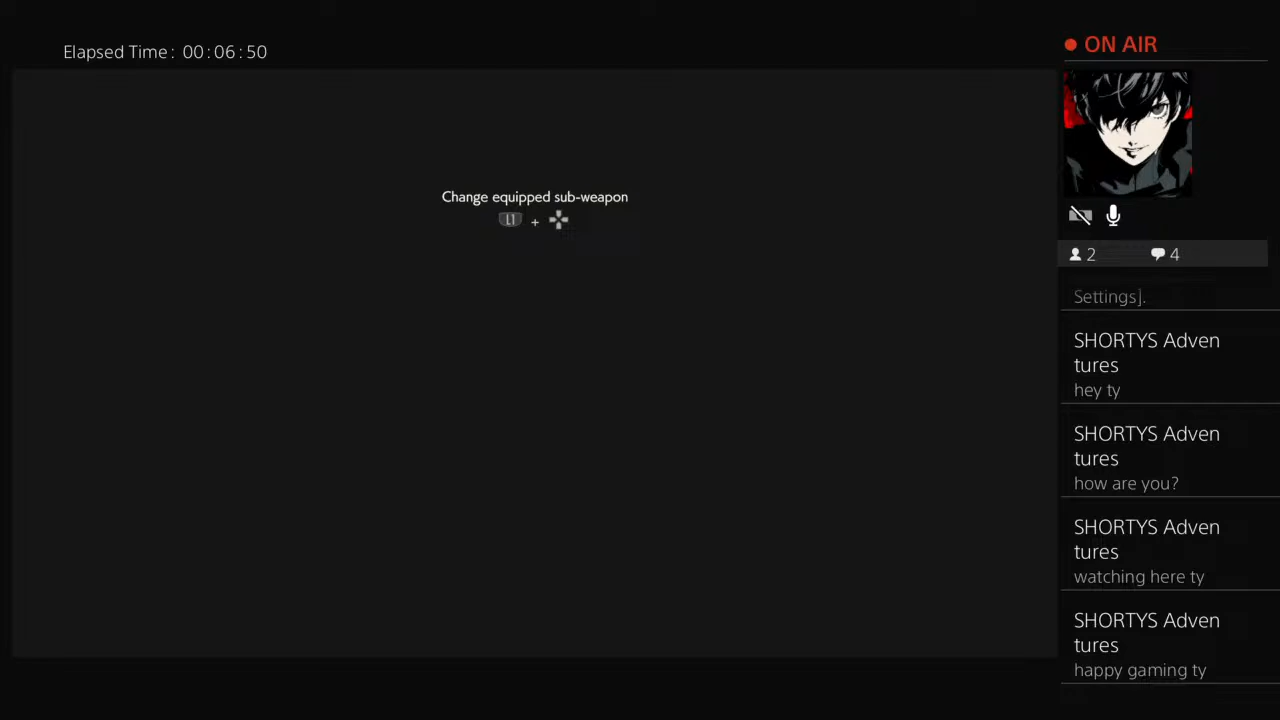 Elapsed Time: 00:06:50
ON AIR
Change equipped sub-weapon
L1 +
2 4
Settings].
SHORTYS Adven
tures
hey ty
SHORTYS Adven
tures
how are you?
SHORTYS Adven
tures
watching here ty
SHORTYS Adven
tures
happy gaming ty